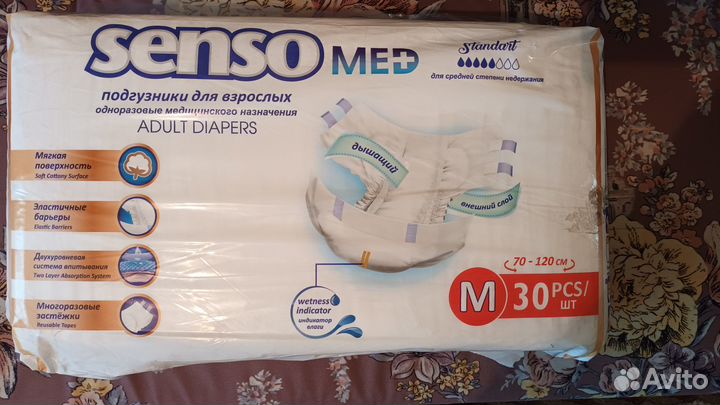 senso MED
Standart
для средней степени недержания
подгузники для взрослых
одноразовые медицинского назначения
ADULT DIAPERS
Мягкая
поверхность
Soft Cottony Surface
Эластичные
барьеры
Elastic Barriers
Двухуровневая
система впитывания
Two Layer Absorption System
Многоразовые
застёжки
Reusable Tapes
дышащий
внешний слой
wetness
indicator
индикатор
влаги
70 - 120 см
M 30 PCS/
ШТ
Avito